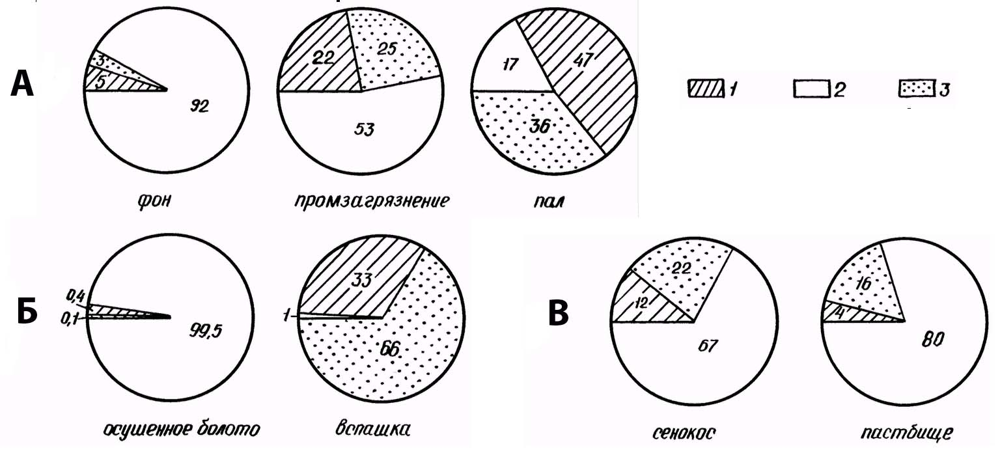 А
3
5
92
фон
22
25
53
промзагрязнение
17
47
36
пал
1
2
3
Б
0,4
0,1
99,5
осушенное болото
33
1
66
вспашка
В
22
12
67
сенокос
16
4
80
пастбище